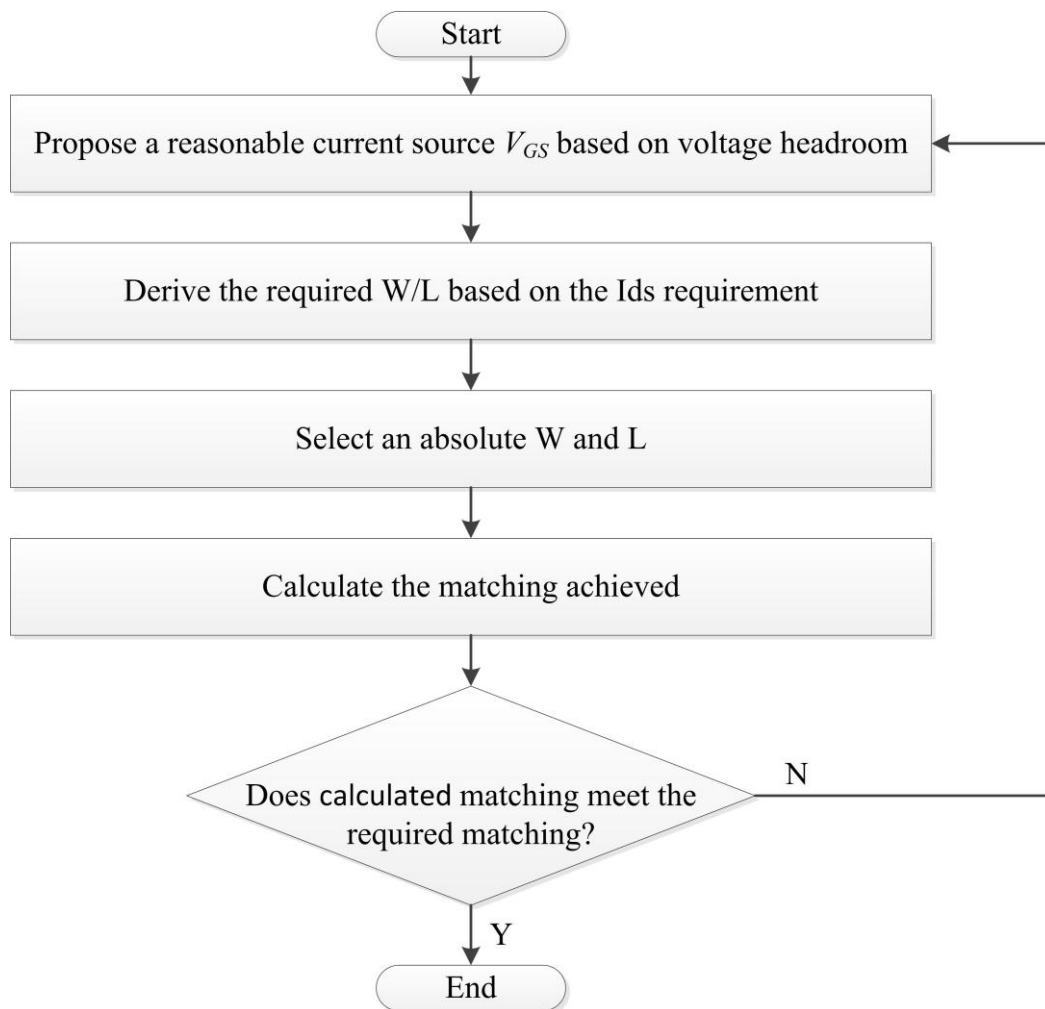 Start
Propose a reasonable current source VGS based on voltage headroom
Derive the required W/L based on the Ids requirement
Select an absolute W and L
Calculate the matching achieved
Does calculated matching meet the
required matching?
N
Y
End